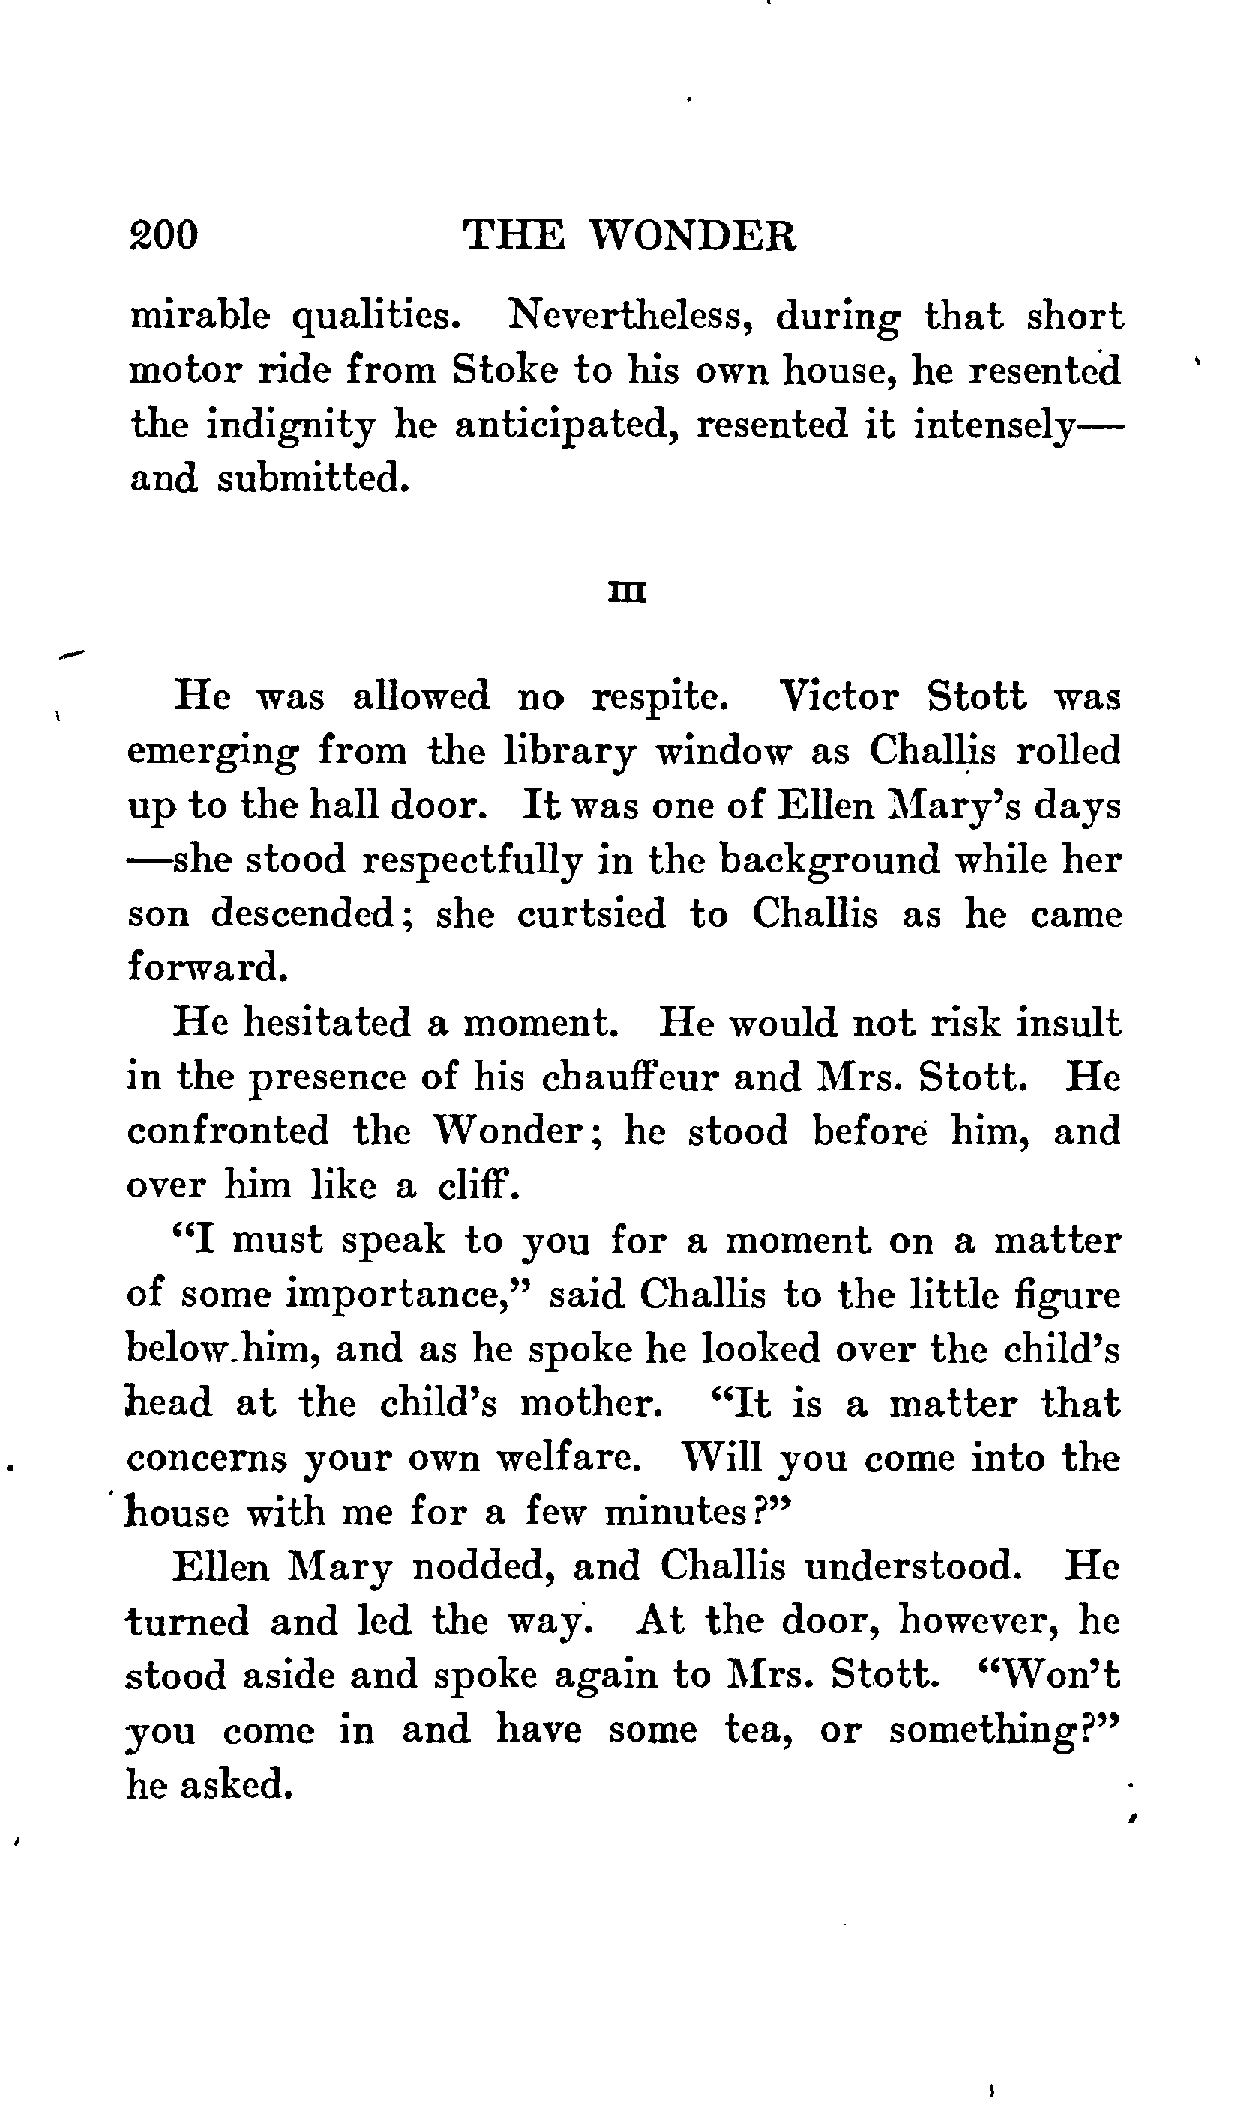 200 THE WONDER
mirable qualities. Nevertheless, during that short
motor ride from Stoke to his own house, he resented
the indignity he anticipated, resented it intensely—
and submitted.
III
He was allowed no respite. Victor Stott was
emerging from the library window as Challis rolled
up to the hall door. It was one of Ellen Mary's days
—she stood respectfully in the background while her
son descended; she curtsied to Challis as he came
forward.
He hesitated a moment. He would not risk insult
in the presence of his chauffeur and Mrs. Stott. He
confronted the Wonder; he stood before him, and
over him like a cliff.
"I must speak to you for a moment on a matter
of some importance," said Challis to the little figure
below him, and as he spoke he looked over the child's
head at the child's mother. "It is a matter that
concerns your own welfare. Will you come into the
house with me for a few minutes?"
Ellen Mary nodded, and Challis understood. He
turned and led the way. At the door, however, he
stood aside and spoke again to Mrs. Stott. "Won't
you come in and have some tea, or something?"
he asked.